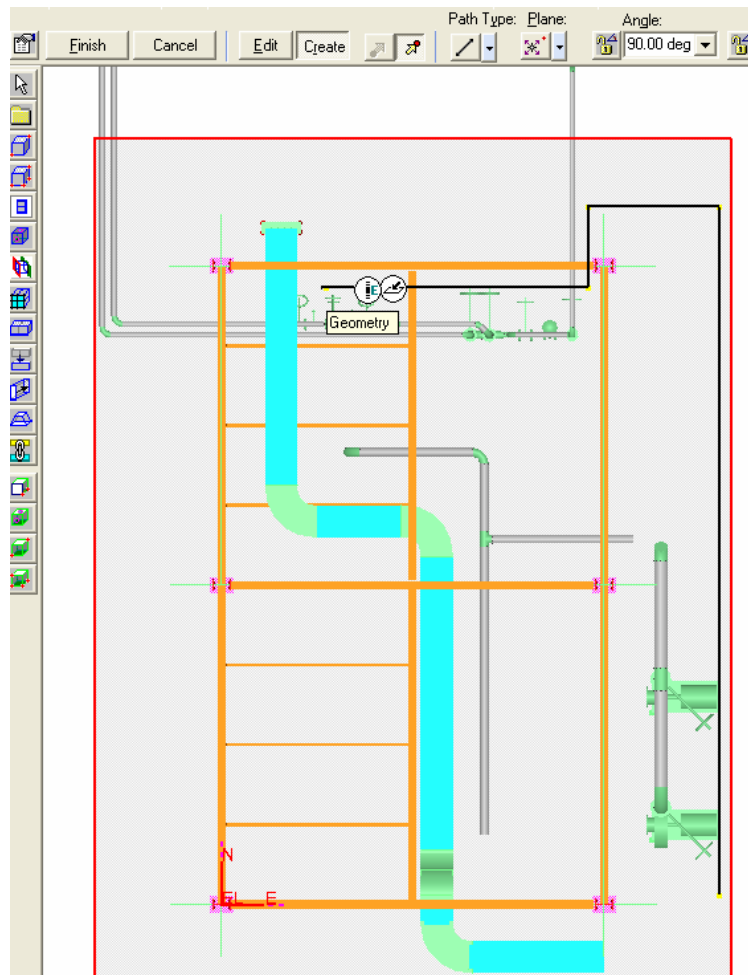 Path Type: Plane: Angle:
Finish Cancel Edit Create 90.00 deg
E
Geometry
N
EL E